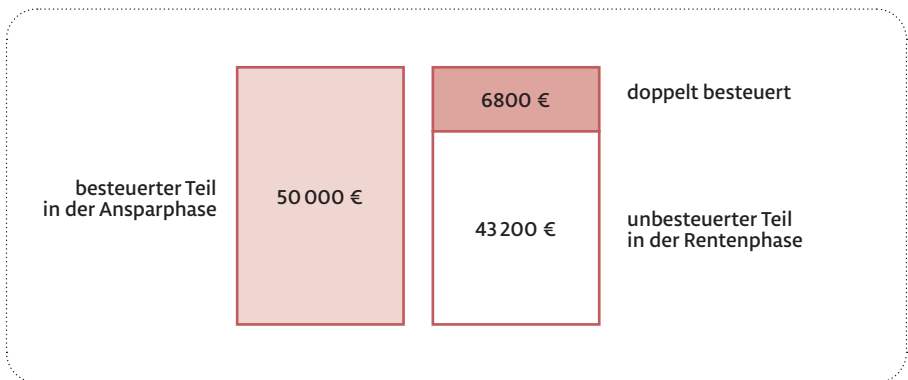 besteuerter Teil
in der Ansparphase
50 000 €
6800 €
doppelt besteuert
43 200 €
unbesteuerter Teil
in der Rentenphase